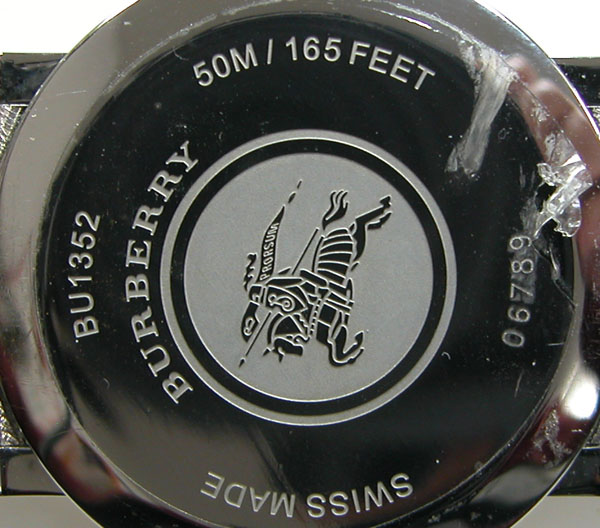 50M / 165 FEET
BURBERRY
BU1352
PRORSUM
06789
SWISS MADE